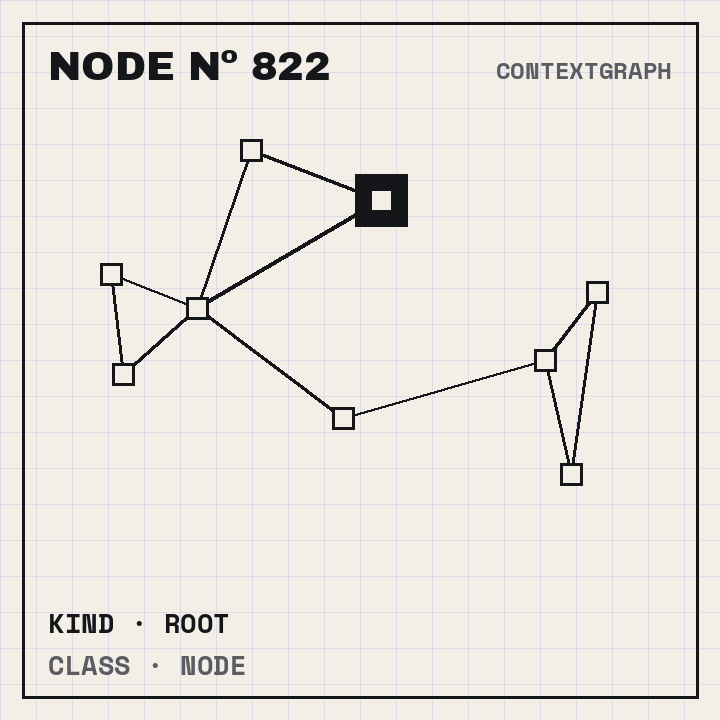 NODE Nº 822
CONTEXTGRAPH
KIND · ROOT
CLASS · NODE